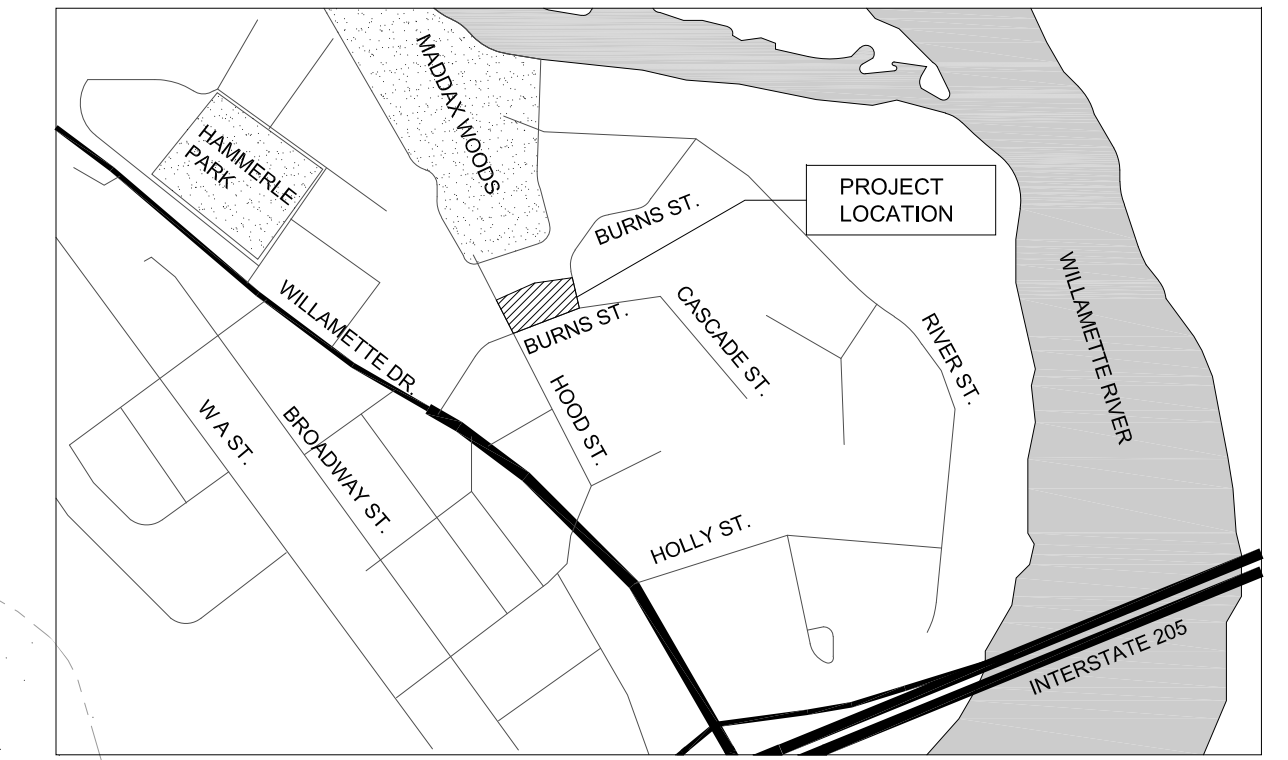 MADDAX WOODS
HAMMERLE
PARK
PROJECT
LOCATION
BURNS ST.
WILLAMETTE DR.
BURNS ST.
CASCADE ST.
RIVER ST.
WILLAMETTE RIVER
W A ST.
BROADWAY ST.
HOOD ST.
HOLLY ST.
INTERSTATE 205